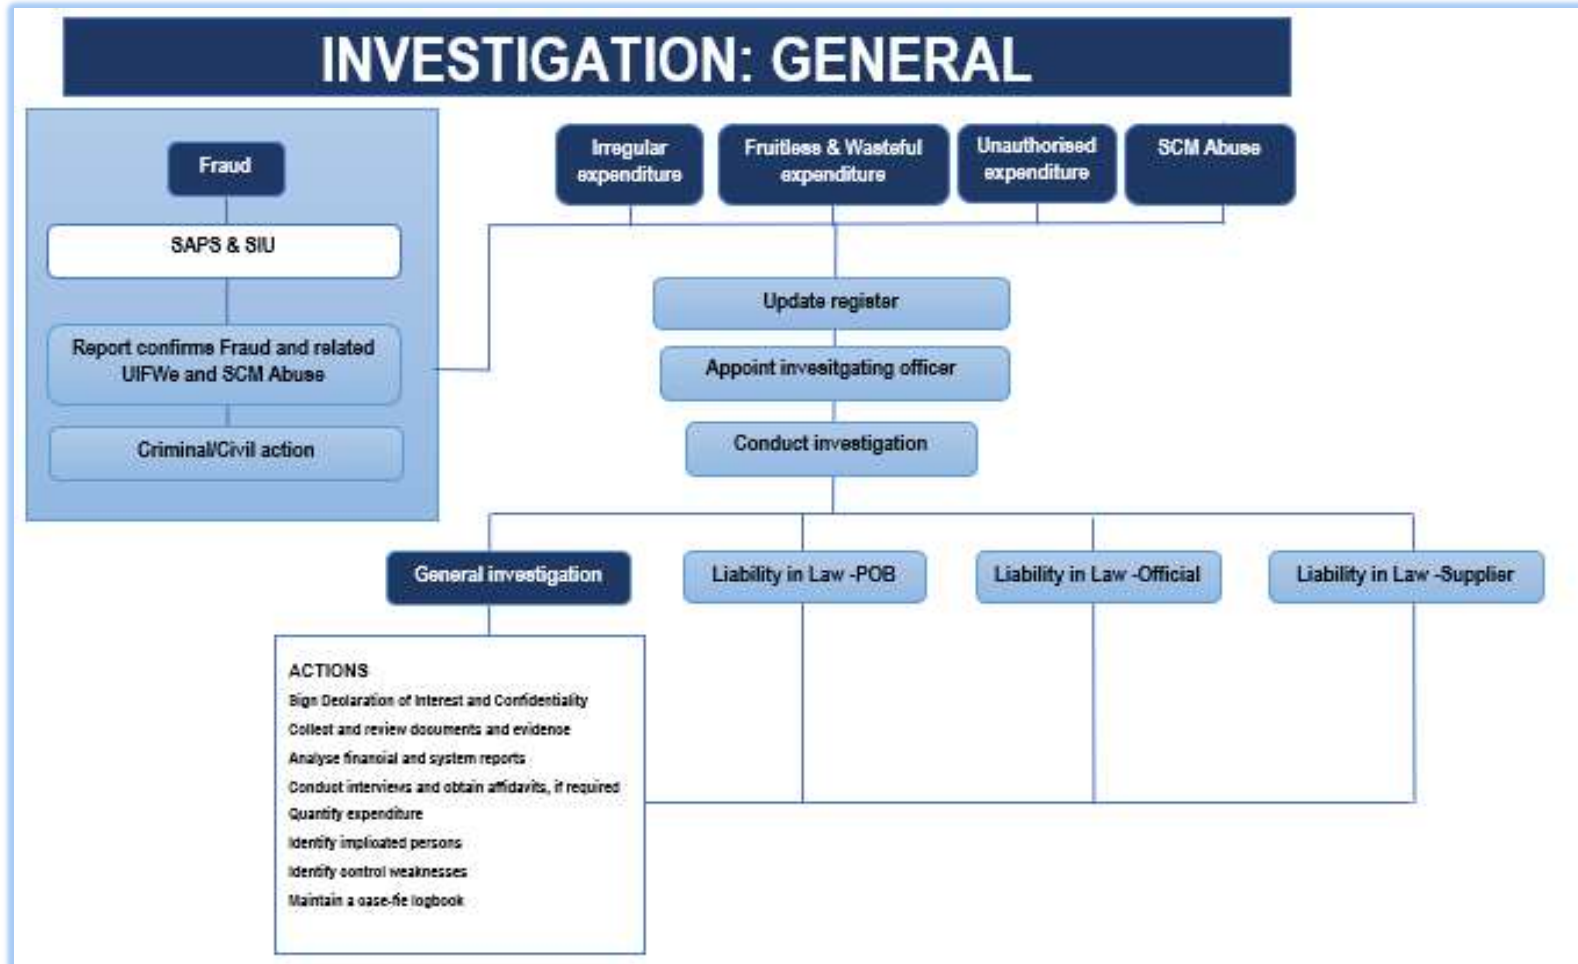 INVESTIGATION: GENERAL
Fraud
SAPS & SIU
Report confirms Fraud and related
UIFWe and SCM Abuse
Criminal/Civil action
Irregular
expenditure
Fruitless & Wasteful
expenditure
Unauthorised
expenditure
SCM Abuse
Update register
Appoint invesitgating officer
Conduct investigation
General investigation
Liability in Law -POB
Liability in Law -Official
Liability in Law -Supplier
ACTIONS
Sign Declaration of Interest and Confidentiality
Collect and review documents and evidence
Analyse financial and system reports
Conduct interviews and obtain affidavits, if required
Quantify expenditure
Identify implicated persons
Identify control weaknesses
Maintain a case-fie logbook